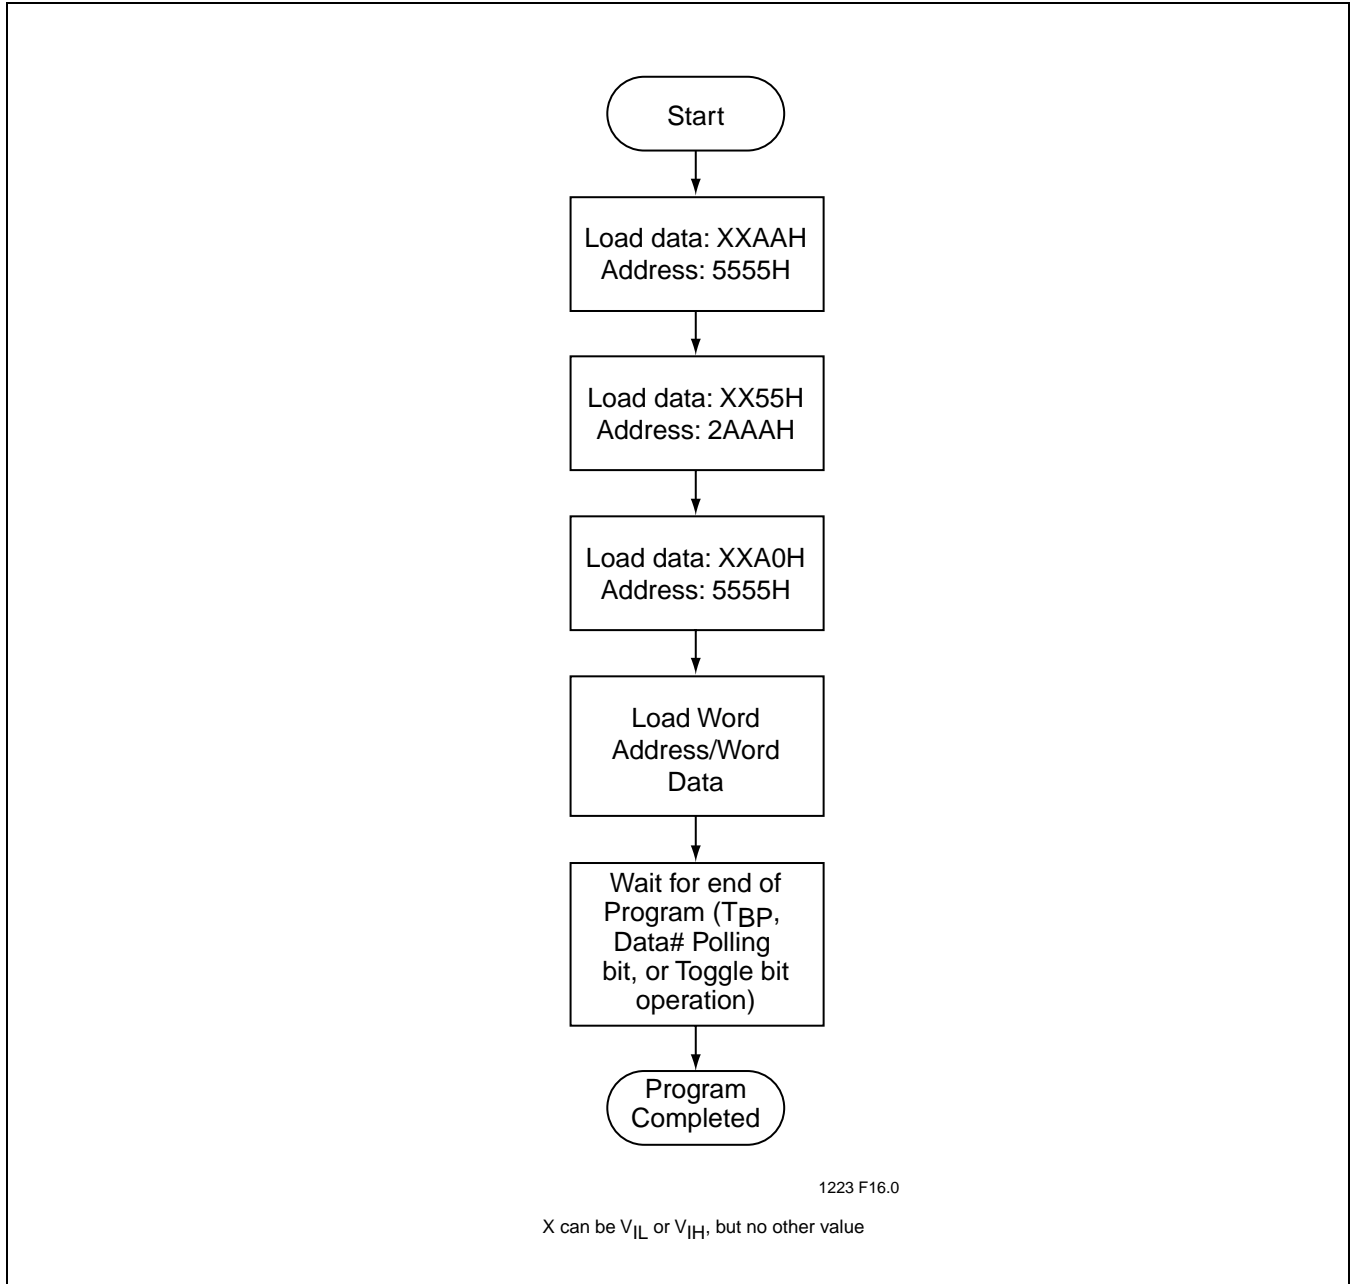 Start
Load data: XXAAH
Address: 5555H
Load data: XX55H
Address: 2AAAH
Load data: XXA0H
Address: 5555H
Load Word
Address/Word
Data
Wait for end of
Program (TBP,
Data# Polling
bit, or Toggle bit
operation)
Program
Completed
1223 F16.0
X can be VIL or VIH, but no other value